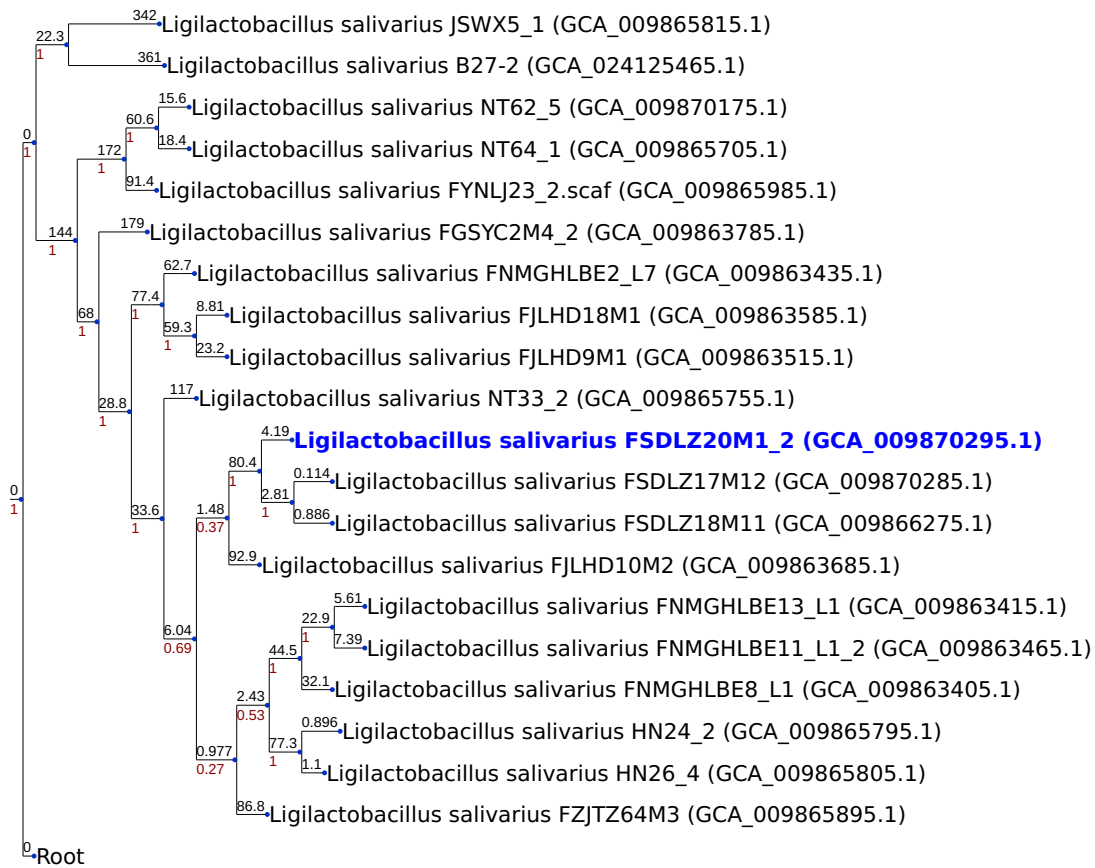 342
Ligilactobacillus salivarius JSWX5_1 (GCA_009865815.1)
22.3
1
361
Ligilactobacillus salivarius B27-2 (GCA_024125465.1)
15.6
Ligilactobacillus salivarius NT62_5 (GCA_009870175.1)
60.6
1
0
1
18.4
Ligilactobacillus salivarius NT64_1 (GCA_009865705.1)
172
1
91.4
Ligilactobacillus salivarius FYNLJ23_2.scaf (GCA_009865985.1)
144
1
179
Ligilactobacillus salivarius FGSYC2M4_2 (GCA_009863785.1)
62.7
Ligilactobacillus salivarius FNMGHLBE2_L7 (GCA_009863435.1)
77.4
1
68
1
8.81
Ligilactobacillus salivarius FJLHD18M1 (GCA_009863585.1)
59.3
1
23.2
Ligilactobacillus salivarius FJLHD9M1 (GCA_009863515.1)
28.8
1
117
Ligilactobacillus salivarius NT33_2 (GCA_009865755.1)
4.19
Ligilactobacillus salivarius FSDLZ20M1_2 (GCA_009870295.1)
80.4
1
0.114
Ligilactobacillus salivarius FSDLZ17M12 (GCA_009870285.1)
0
1
2.81
1
33.6
1
1.48
0.37
0.886
Ligilactobacillus salivarius FSDLZ18M11 (GCA_009866275.1)
92.9
Ligilactobacillus salivarius FJLHD10M2 (GCA_009863685.1)
5.61
Ligilactobacillus salivarius FNMGHLBE13_L1 (GCA_009863415.1)
22.9
1
6.04
0.69
7.39
Ligilactobacillus salivarius FNMGHLBE11_L1_2 (GCA_009863465.1)
44.5
1
32.1
Ligilactobacillus salivarius FNMGHLBE8_L1 (GCA_009863405.1)
2.43
0.53
0.896
Ligilactobacillus salivarius HN24_2 (GCA_009865795.1)
0.977
0.27
77.3
1
1.1
Ligilactobacillus salivarius HN26_4 (GCA_009865805.1)
86.8
Ligilactobacillus salivarius FZJTZ64M3 (GCA_009865895.1)
0
Root